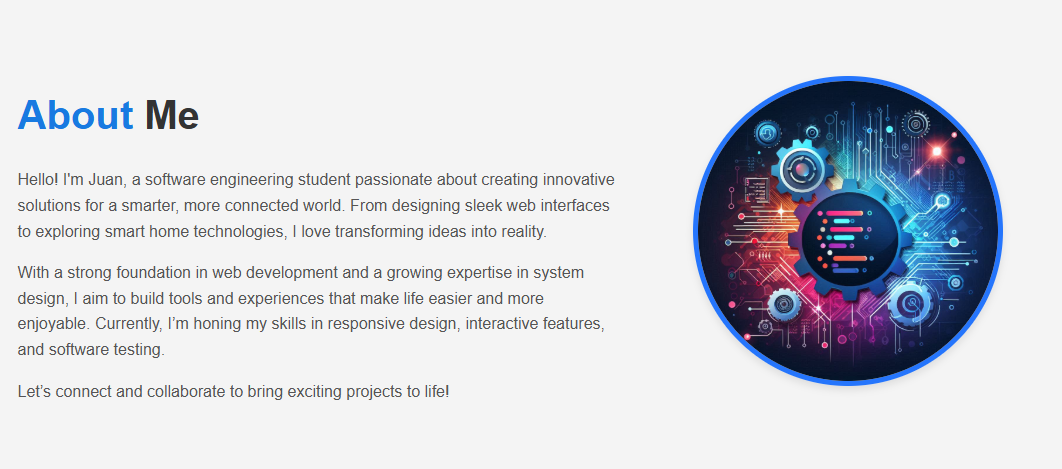 About Me
Hello! I'm Juan, a software engineering student passionate about creating innovative
solutions for a smarter, more connected world. From designing sleek web interfaces
to exploring smart home technologies, I love transforming ideas into reality.
With a strong foundation in web development and a growing expertise in system
design, I aim to build tools and experiences that make life easier and more
enjoyable. Currently, I’m honing my skills in responsive design, interactive features,
and software testing.
Let’s connect and collaborate to bring exciting projects to life!